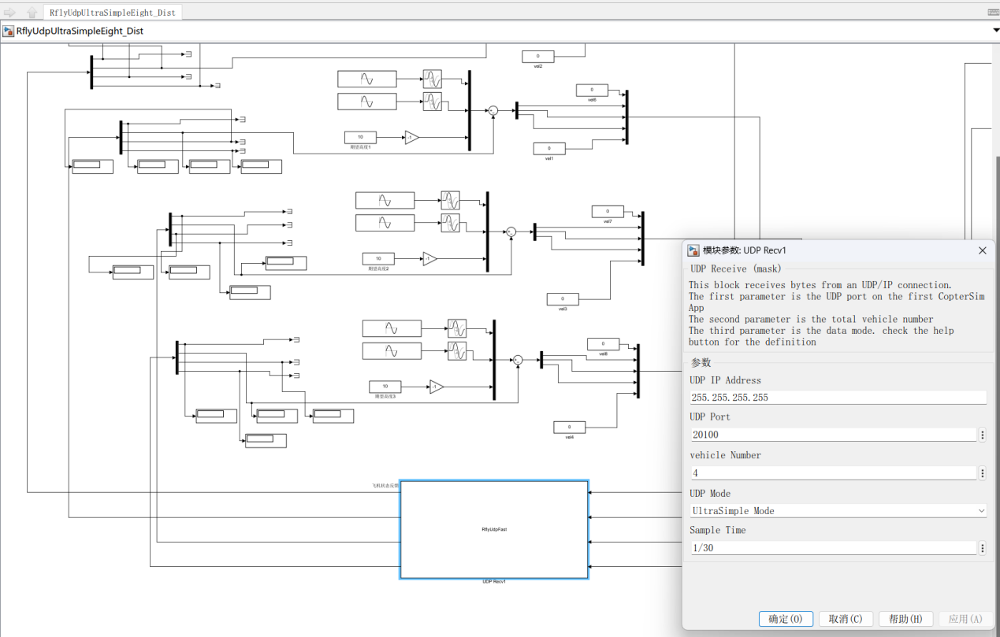 RflyUdpUltraSimpleEight_Dist
RflyUdpUltraSimpleEight_Dist
0
vel2
0
vel6
10
-1
期望高度1
0
vel1
0
vel7
10
-1
期望高度2
0
vel3
0
vel8
10
-1
期望高度3
0
vel4
飞机状态反馈
RflyUdpFast
UDP Recv1
模块参数: UDP Recv1
UDP Receive (mask)
This block receives bytes from an UDP/IP connection.
The first parameter is the UDP port on the first CopterSim
App
The second parameter is the total vehicle number
The third parameter is the data mode. check the help
button for the definition
参数
UDP IP Address
255.255.255.255
UDP Port
20100
vehicle Number
4
UDP Mode
UltraSimple Mode
Sample Time
1/30
确定(O)
取消(C)
帮助(H)
应用(A)